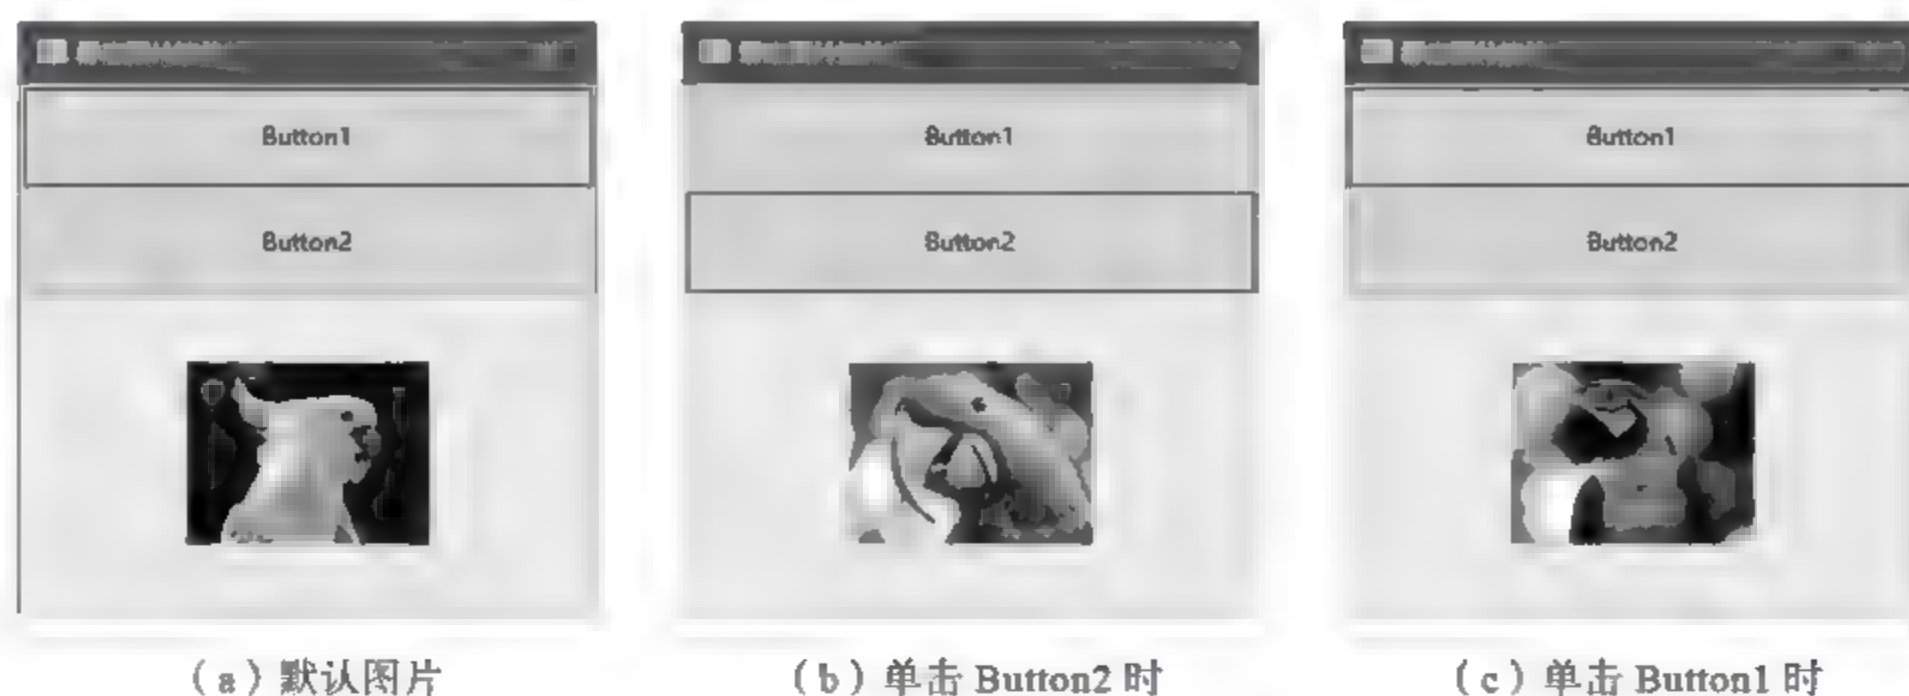 Button1
Button2
Button1
Button2
Button1
Button2
(a)默认图片
(b)单击 Button2 时
(c)单击 Button1 时